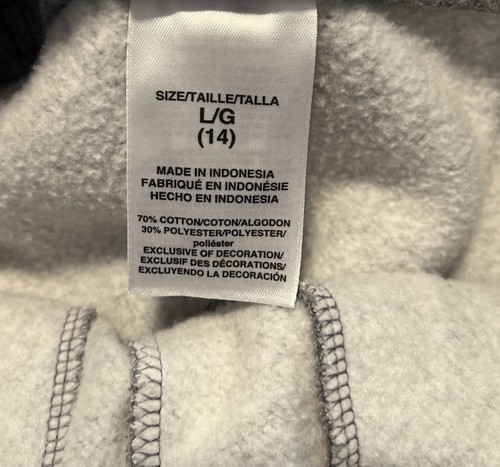 SIZE/TAILLE/TALLA
L/G
(14)
MADE IN INDONESIA
FABRIQUÉ EN INDONÉSIE
HECHO EN INDONESIA
70% COTTON/COTON/ALGODON
30% POLYESTER/POLYESTER/
poliéster
EXCLUSIVE OF DECORATION/
EXCLUSIF DES DÉCORATIONS/
EXCLUYENDO LA DECORACIÓN